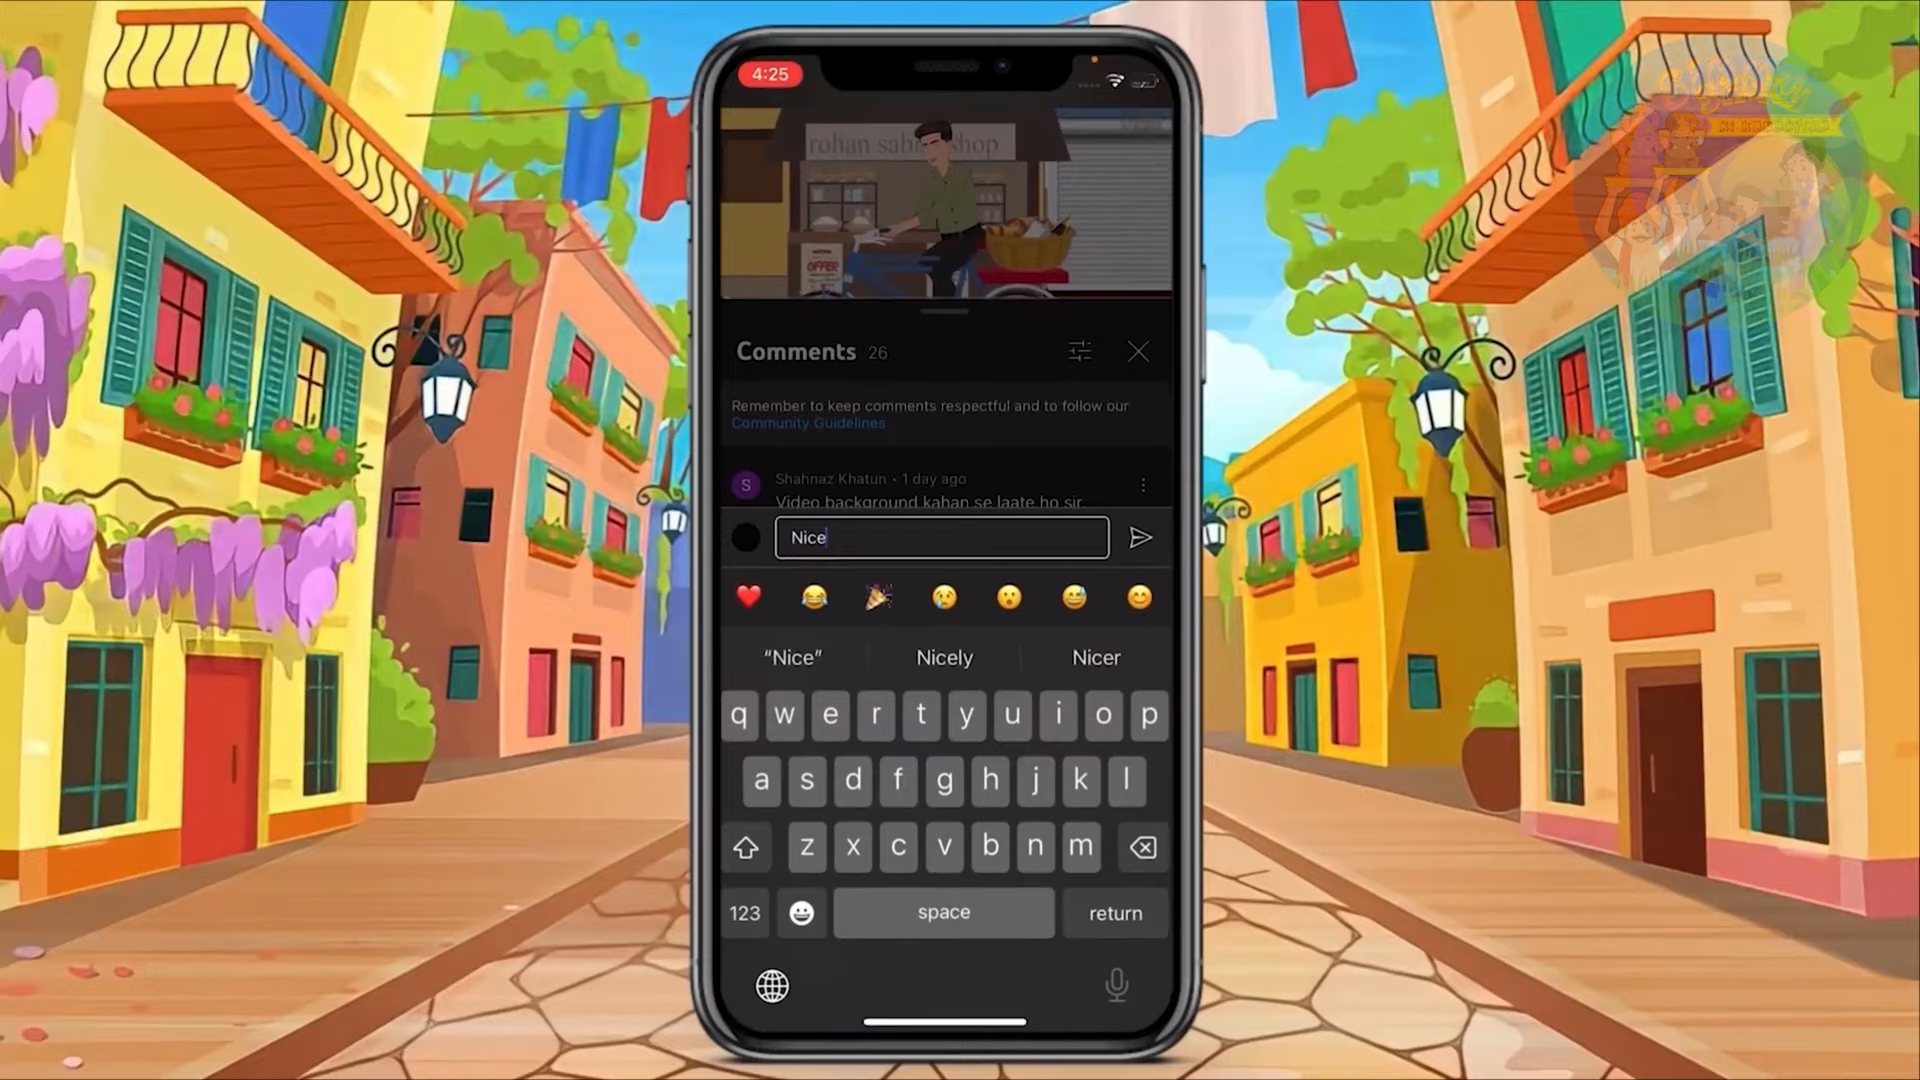 4:25
rohan sabun shop
OFFER
Comments 26
Remember to keep comments respectful and to follow our
Community Guidelines
S
Shahnaz Khatun • 1 day ago
Video background kahan se laate ho sir.
Nice
“Nice” Nicely Nicer
q w e r t y u i o p
a s d f g h j k l
z x c v b n m
123 space return